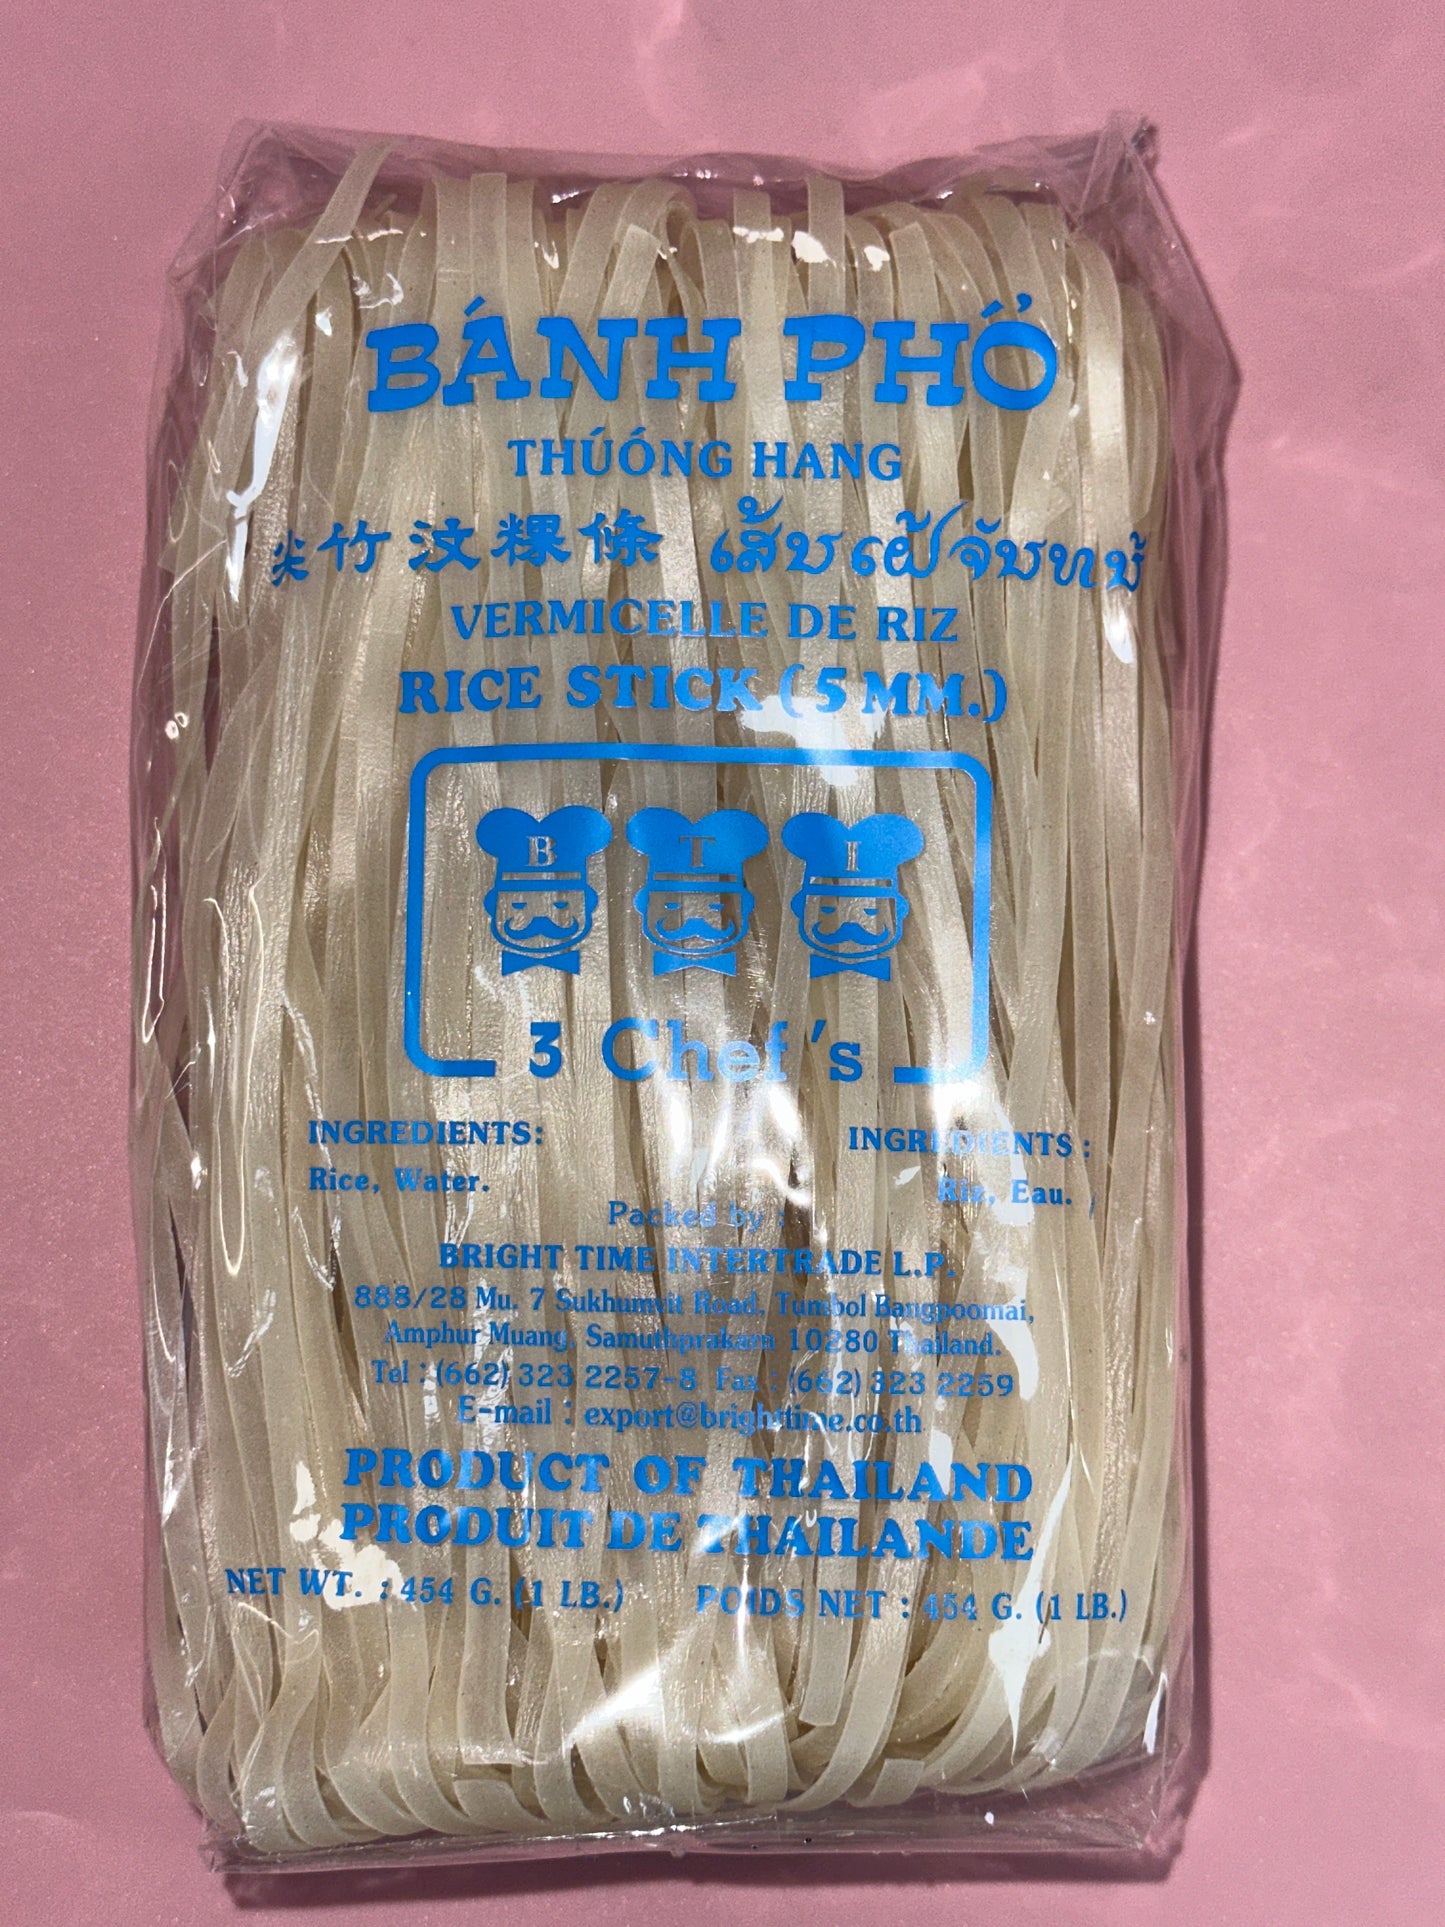 BÁNH PHỞ
THÚÓNG HANG
尖竹汶粿條 เส้นเฝ้จันทบู้
VERMICELLE DE RIZ
RICE STICK (5 MM.)
B T I
3 Chef's
INGREDIENTS: INGREDIENTS :
Rice, Water. Riz, Eau.
Packed by :
BRIGHT TIME INTERTRADE L.P.
888/28 Mu. 7 Sukhumvit Road, Tumbol Bangpoomai,
Amphur Muang, Samuthprakarn 10280 Thailand.
Tel : (662) 323 2257-8 Fax : (662) 323 2259
E-mail : export@brighttime.co.th
PRODUCT OF THAILAND
PRODUIT DE THAILANDE
NET WT. : 454 G. (1 LB.) POIDS NET : 454 G. (1 LB.)